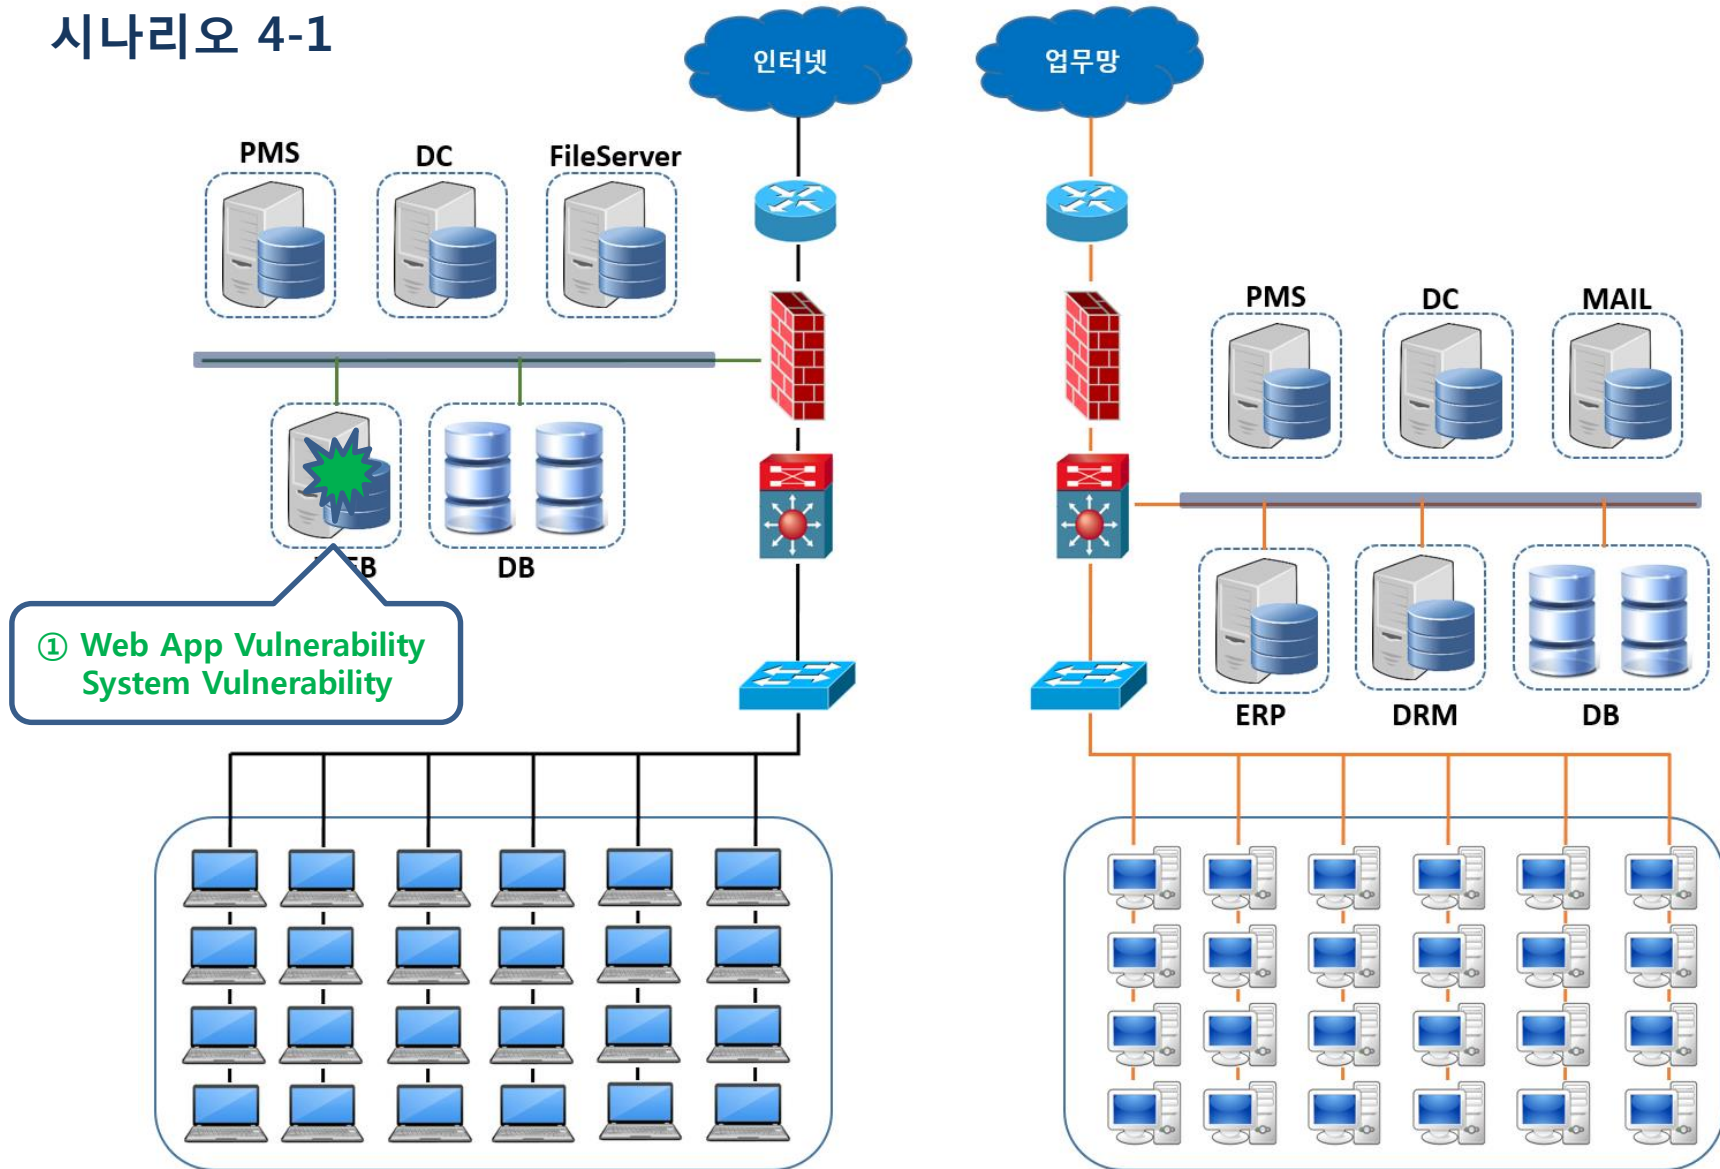 시나리오 4-1
인터넷
업무망
PMS
DC
FileServer
PMS
DC
MAIL
DB
① Web App Vulnerability
System Vulnerability
ERP
DRM
DB